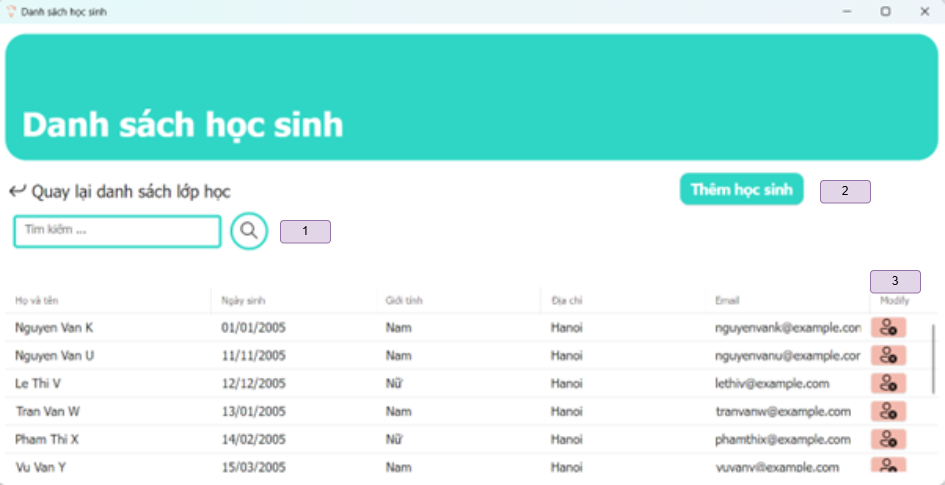 Danh sách học sinh
Danh sách học sinh
Quay lại danh sách lớp học
Thêm học sinh
2
Tìm kiếm ...
1
3
Họ và tên Ngày sinh Giới tính Địa chỉ Email Modify
Nguyen Van K 01/01/2005 Nam Hanoi nguyenvank@example.con
Nguyen Van U 11/11/2005 Nam Hanoi nguyenvanu@example.cor
Le Thi V 12/12/2005 Nữ Hanoi lethiv@example.com
Tran Van W 13/01/2005 Nam Hanoi tranvanw@example.com
Pham Thi X 14/02/2005 Nữ Hanoi phamthix@example.com
Vu Van Y 15/03/2005 Nam Hanoi vuvany@example.com